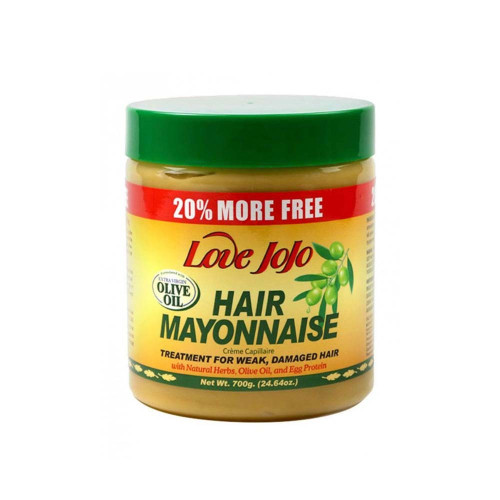 20% MORE FREE
Love JoJo
EXTRA VIRGIN
OLIVE
OIL
HAIR
MAYONNAISE
Crème Capillaire
TREATMENT FOR WEAK, DAMAGED HAIR
with Natural Herbs, Olive Oil, and Egg Protein
Net Wt. 700g. (24.64oz.)